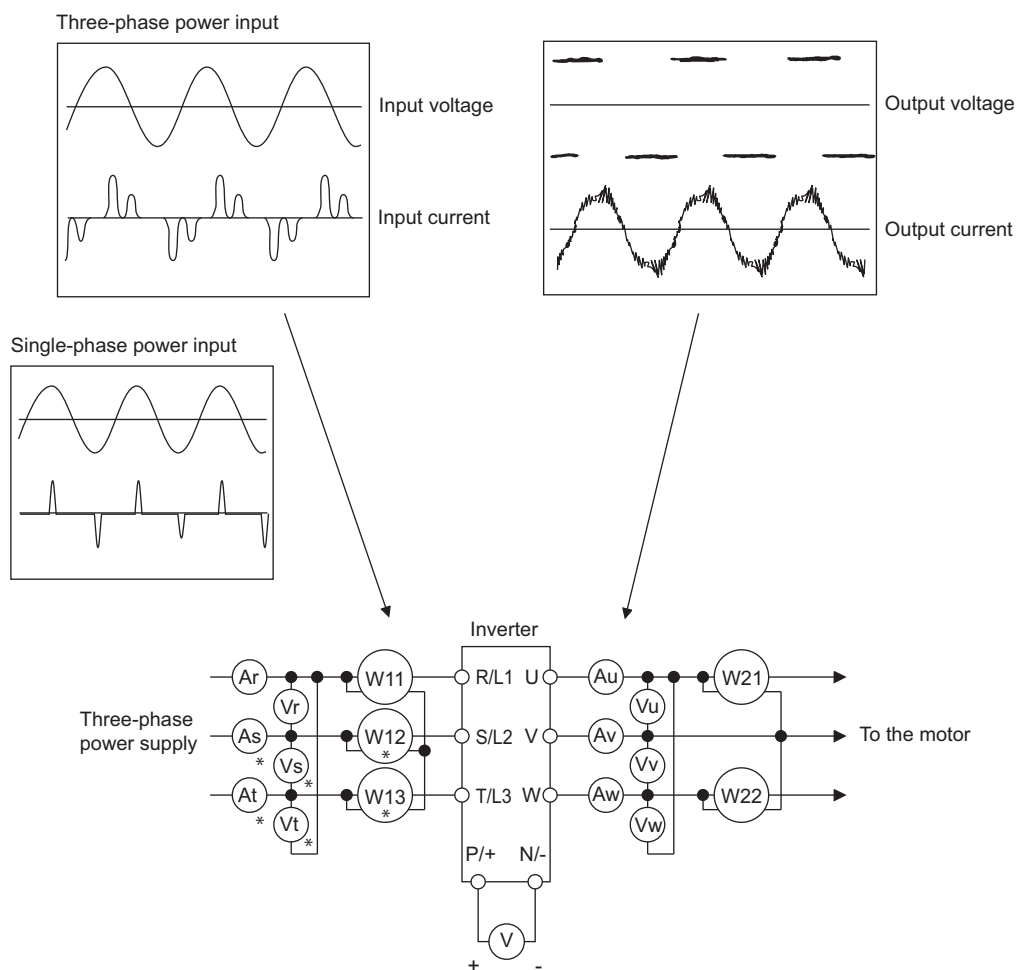 Three-phase power input
Input voltage
Input current
Output voltage
Output current
Single-phase power input
Inverter
Ar
W11
R/L1
U
Au
W21
Vr
Vu
Three-phase
power supply
As
*
W12
*
S/L2
V
Av
To the motor
Vs
*
Vv
At
*
W13
*
T/L3
W
Aw
W22
Vt
*
Vw
P/+
N/-
V
+
-